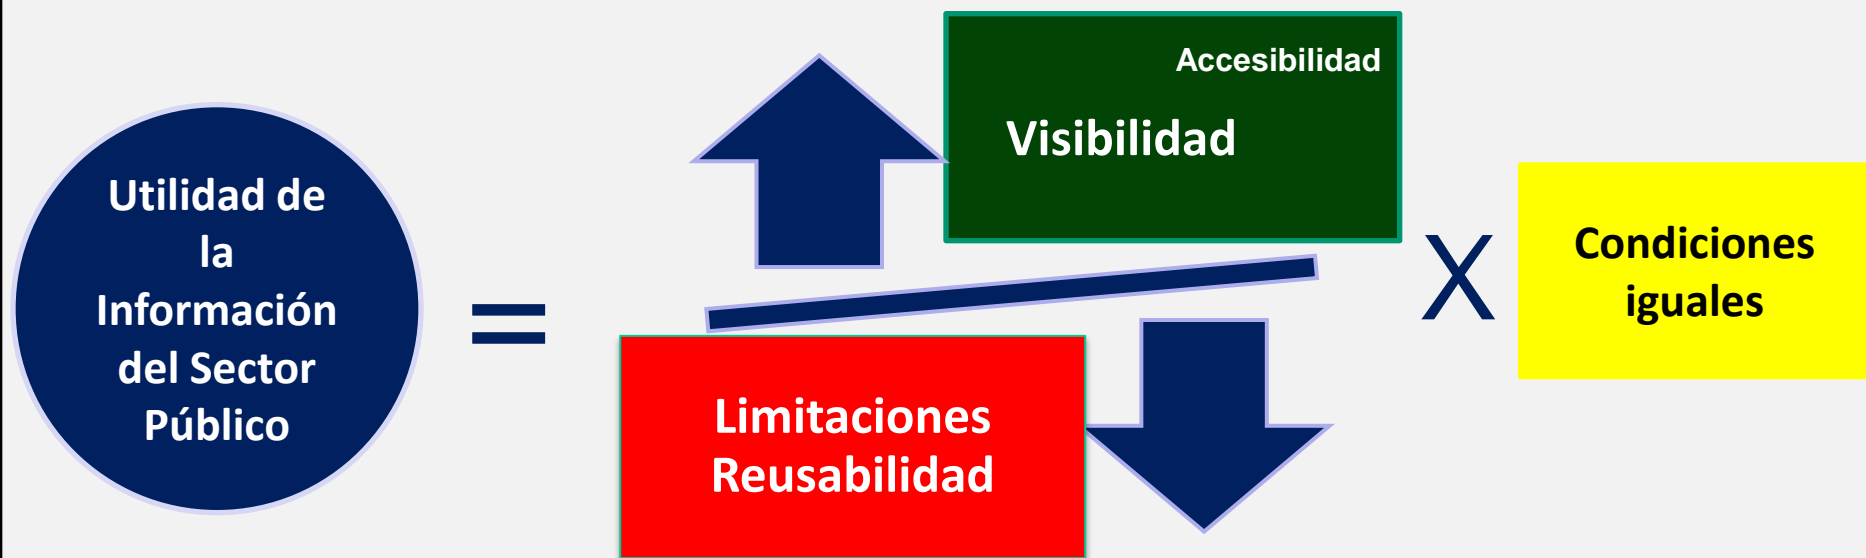 Utilidad de
la
Información
del Sector
Público
=
Accesibilidad
Visibilidad
Limitaciones
Reusabilidad
X
Condiciones
iguales